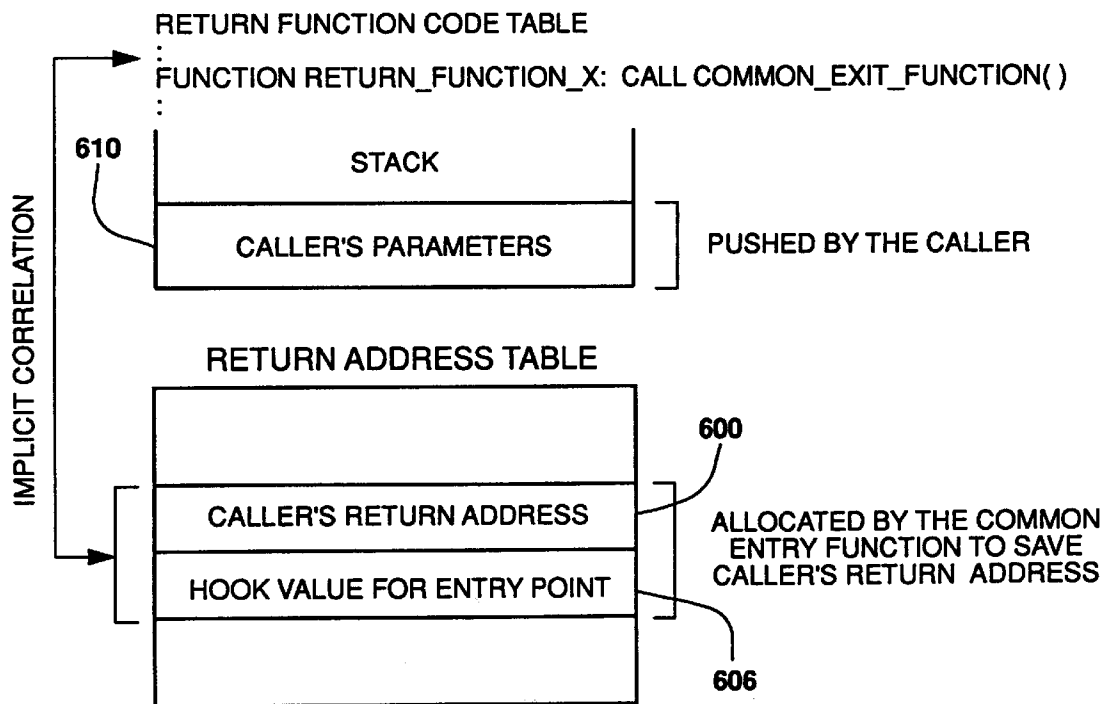 RETURN FUNCTION CODE TABLE
⋮
FUNCTION RETURN_FUNCTION_X: CALL COMMON_EXIT_FUNCTION( )
⋮
610
STACK
CALLER'S PARAMETERS
PUSHED BY THE CALLER
IMPLICIT CORRELATION
RETURN ADDRESS TABLE
600
CALLER'S RETURN ADDRESS
HOOK VALUE FOR ENTRY POINT
ALLOCATED BY THE COMMON
ENTRY FUNCTION TO SAVE
CALLER'S RETURN ADDRESS
606